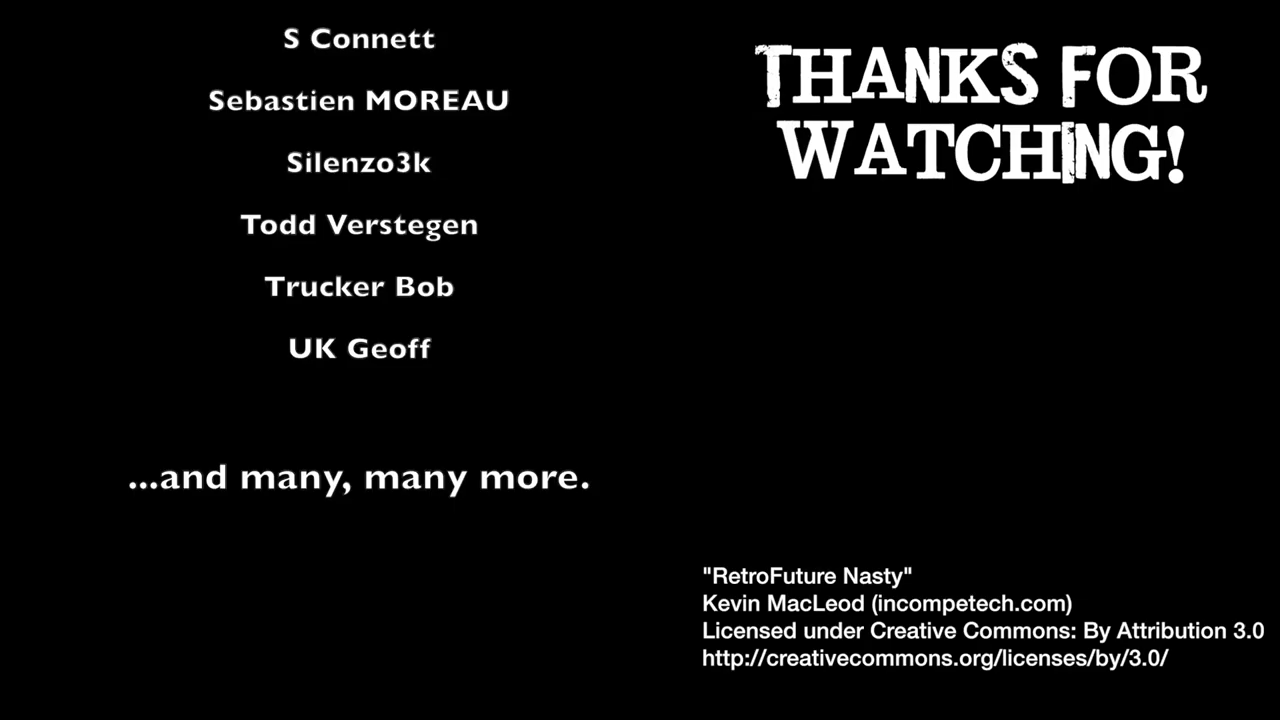 S Connett
Sebastien MOREAU
Silenzo3k
Todd Verstegen
Trucker Bob
UK Geoff
...and many, many more.
THANKS FOR
WATCHING!
"RetroFuture Nasty"
Kevin MacLeod (incompetech.com)
Licensed under Creative Commons: By Attribution 3.0
http://creativecommons.org/licenses/by/3.0/